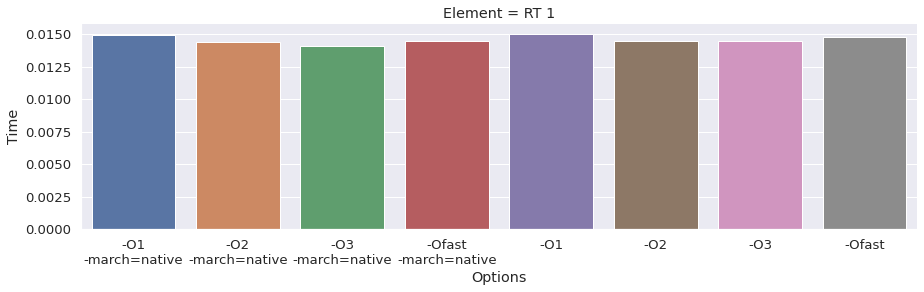 Element = RT 1
Time
0.0150
0.0125
0.0100
0.0075
0.0050
0.0025
0.0000
-O1
-march=native
-O2
-march=native
-O3
-march=native
-Ofast
-march=native
-O1
-O2
-O3
-Ofast
Options